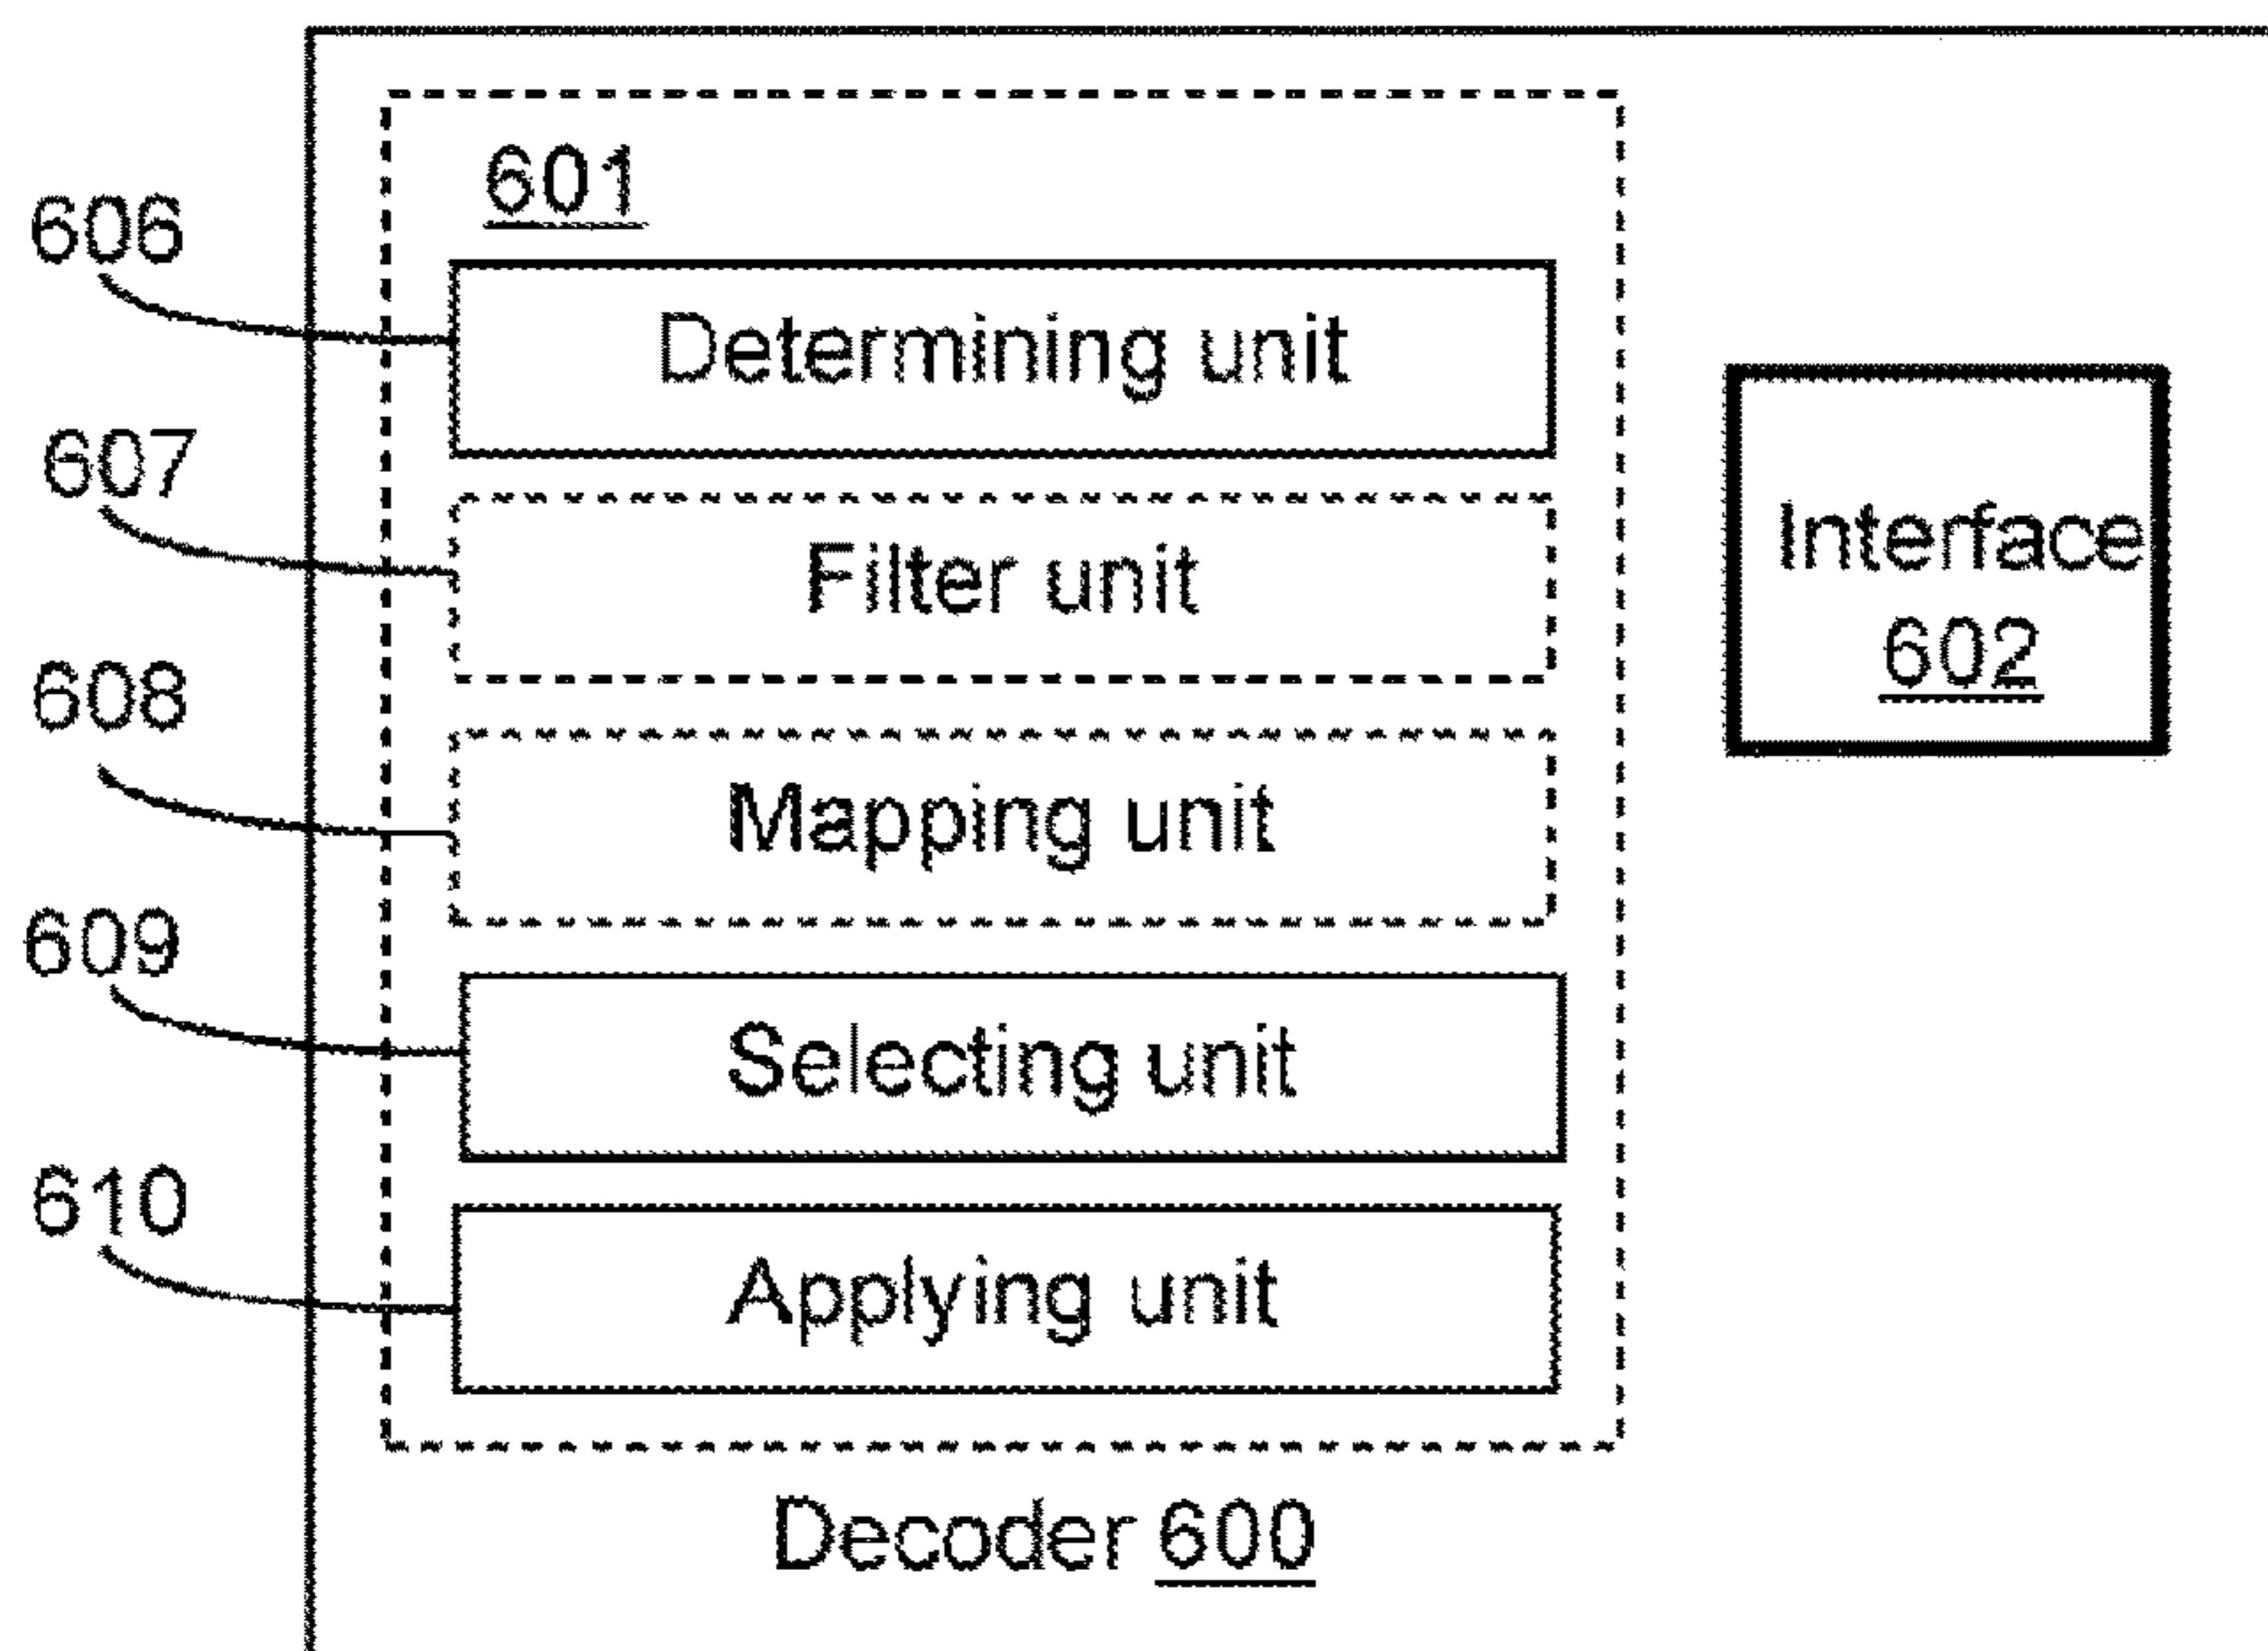 601
606
Determining unit
607
Filter unit
Interface
602
608
Mapping unit
609
Selecting unit
610
Applying unit
Decoder 600